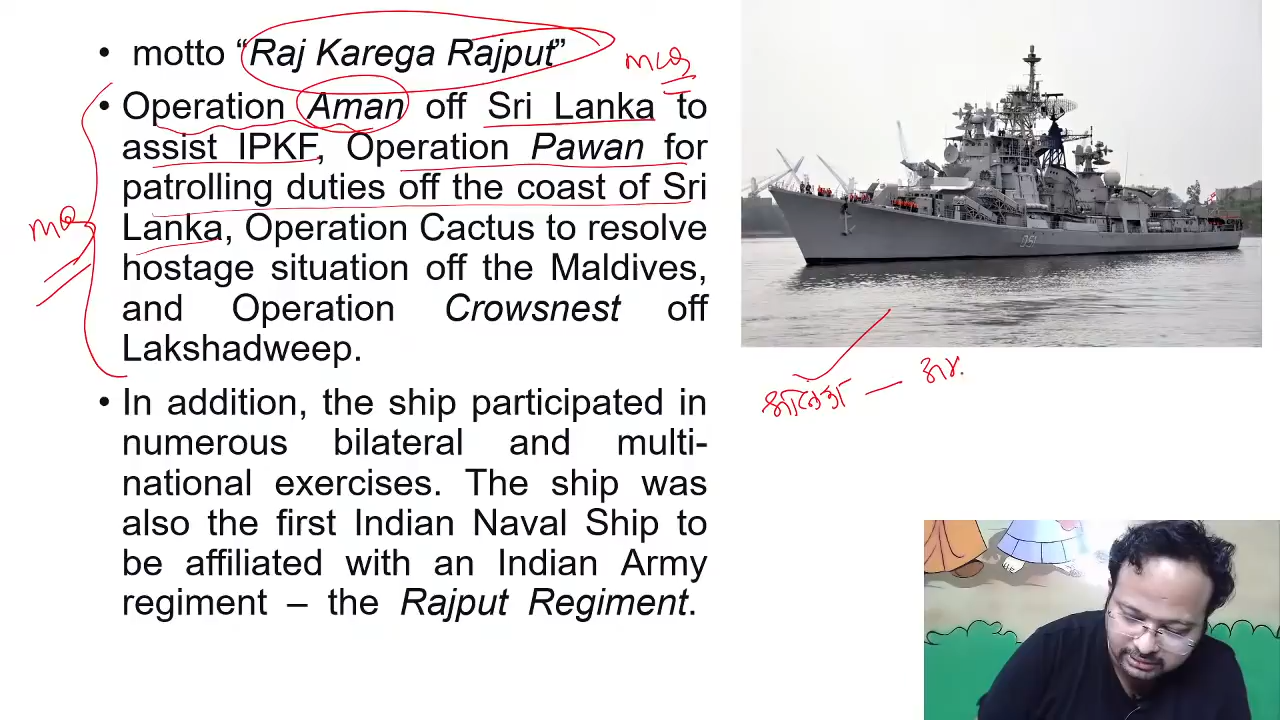 • motto “Raj Karega Rajput”
MCQ
• Operation Aman off Sri Lanka to
assist IPKF, Operation Pawan for
patrolling duties off the coast of Sri
Lanka, Operation Cactus to resolve
hostage situation off the Maldives,
and Operation Crowsnest off
Lakshadweep.
MCQ
• In addition, the ship participated in
numerous bilateral and multi-
national exercises. The ship was
also the first Indian Naval Ship to
be affiliated with an Indian Army
regiment – the Rajput Regiment.
D51